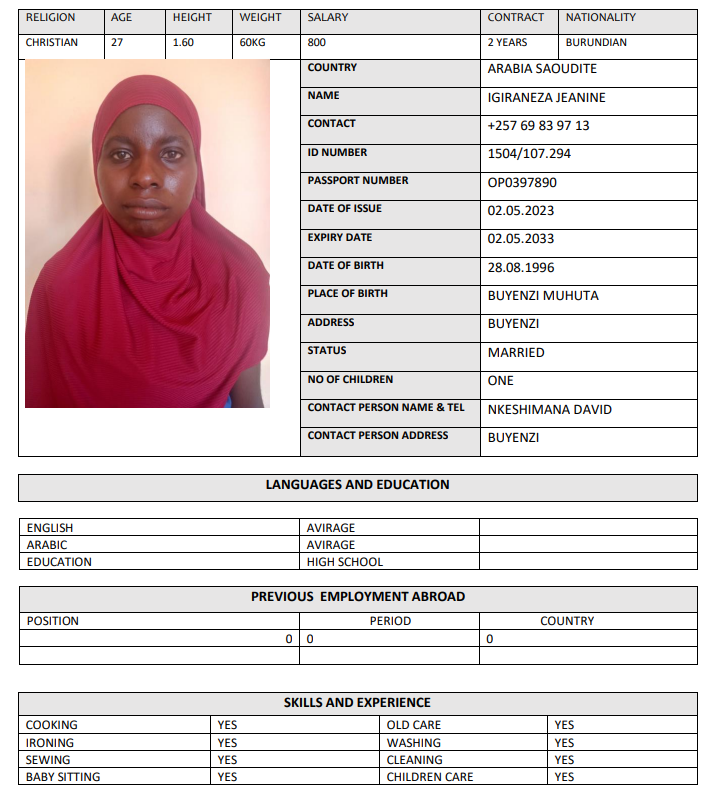 RELIGION AGE HEIGHT WEIGHT SALARY CONTRACT NATIONALITY
CHRISTIAN 27 1.60 60KG 800 2 YEARS BURUNDIAN
COUNTRY ARABIA SAOUDITE
NAME IGIRANEZA JEANINE
CONTACT +257 69 83 97 13
ID NUMBER 1504/107.294
PASSPORT NUMBER OP0397890
DATE OF ISSUE 02.05.2023
EXPIRY DATE 02.05.2033
DATE OF BIRTH 28.08.1996
PLACE OF BIRTH BUYENZI MUHUTA
ADDRESS BUYENZI
STATUS MARRIED
NO OF CHILDREN ONE
CONTACT PERSON NAME & TEL NKESHIMANA DAVID
CONTACT PERSON ADDRESS BUYENZI
LANGUAGES AND EDUCATION
ENGLISH AVIRAGE
ARABIC AVIRAGE
EDUCATION HIGH SCHOOL
PREVIOUS EMPLOYMENT ABROAD
POSITION PERIOD COUNTRY
0 0 0
SKILLS AND EXPERIENCE
COOKING YES OLD CARE YES
IRONING YES WASHING YES
SEWING YES CLEANING YES
BABY SITTING YES CHILDREN CARE YES